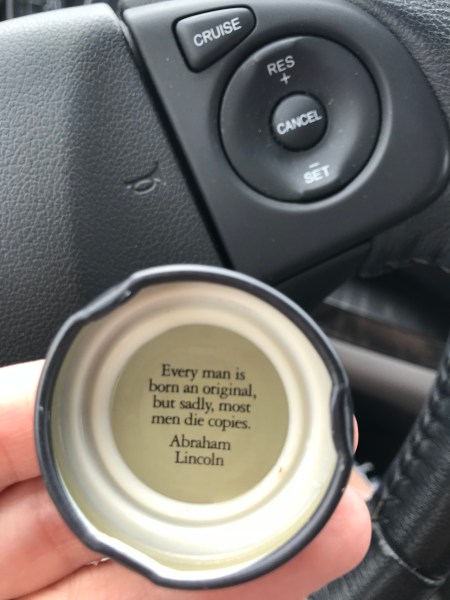 CRUISE
RES
+
CANCEL
–
SET
Every man is
born an original,
but sadly, most
men die copies.
Abraham
Lincoln